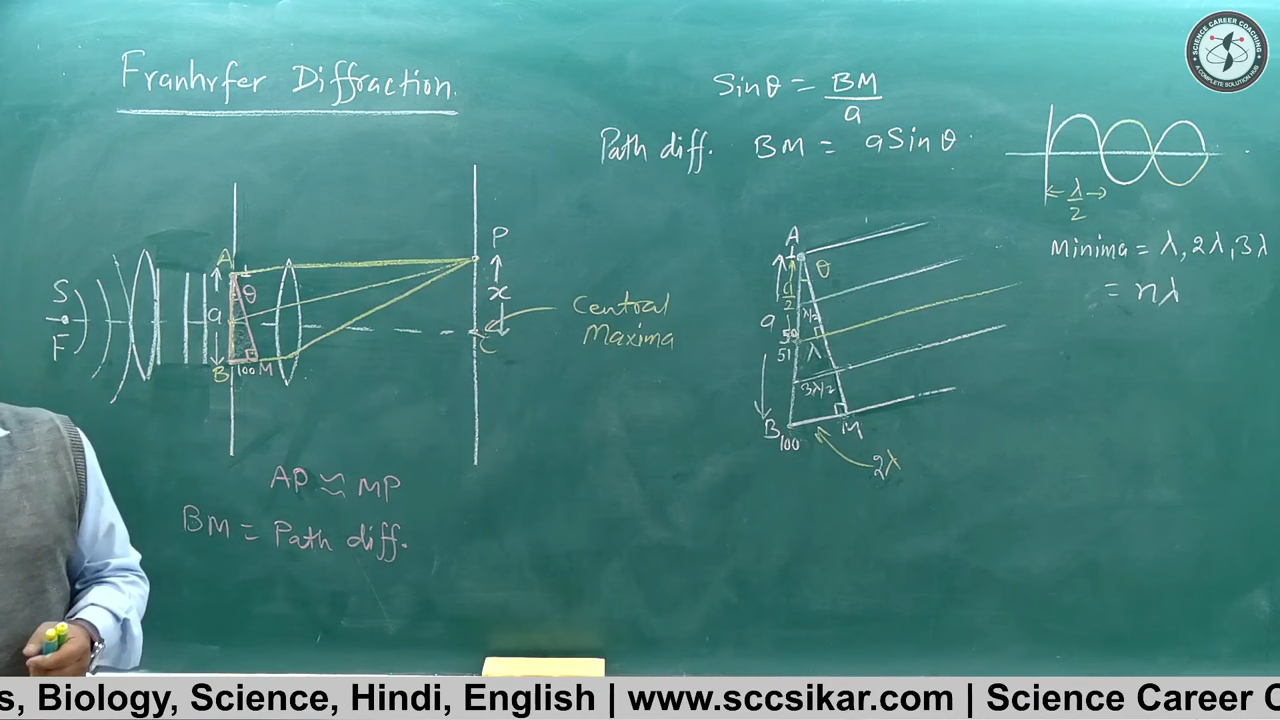 Franhrfer Diffraction.
Sinθ = BM/a
Path diff. BM = aSinθ
λ/2
Minima = λ, 2λ, 3λ
= nλ
S
F
A
θ
a
B
100
M
P
x
C
Central
Maxima
AP ≈ MP
BM = Path diff.
A
θ
a/2
a
λ/2
50
51
λ
3λ/2
B
100
M
2λ
SCIENCE CAREER COACHING
A COMPLETE SOLUTION HUB
s, Biology, Science, Hindi, English | www.sccsikar.com | Science Career C